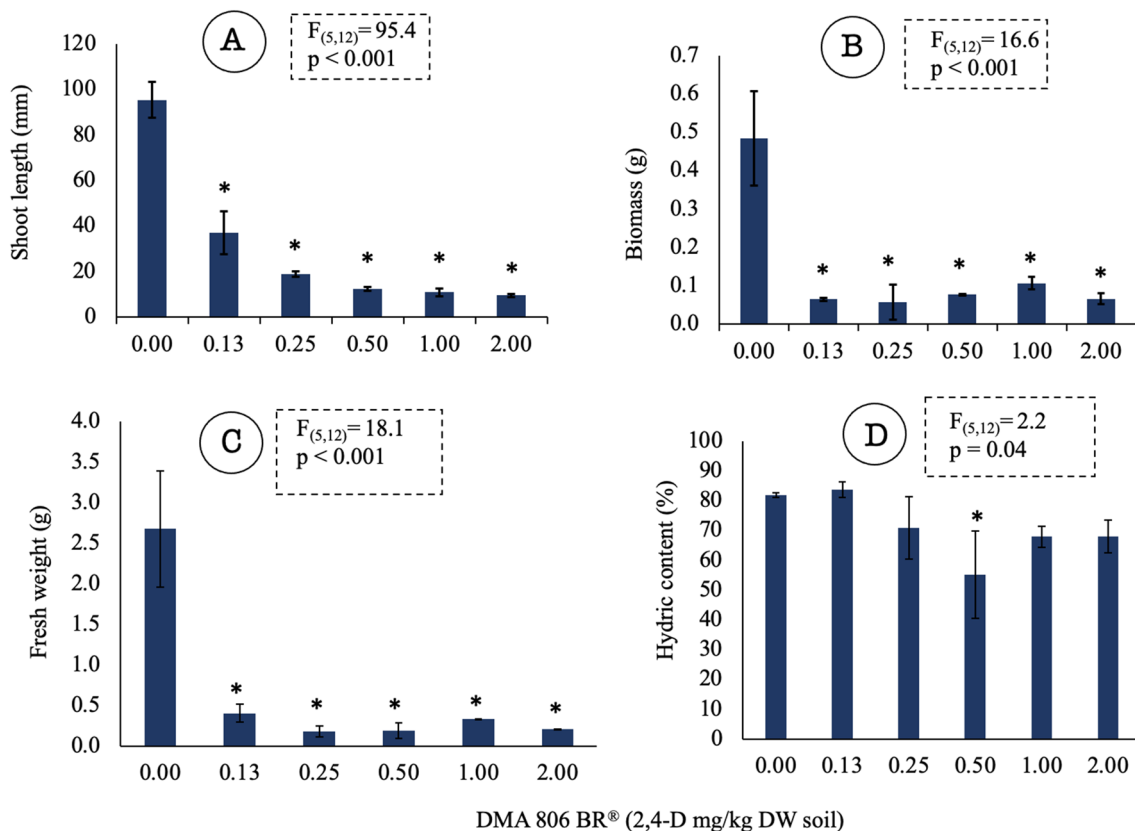 A
F(5,12)= 95.4
p < 0.001
Shoot length (mm)
120
100
80
60
40
20
0
* * * * *
0.00 0.13 0.25 0.50 1.00 2.00
B
F(5,12)= 16.6
p < 0.001
Biomass (g)
0.7
0.6
0.5
0.4
0.3
0.2
0.1
0.0
* * * * *
0.00 0.13 0.25 0.50 1.00 2.00
C
F(5,12)= 18.1
p < 0.001
Fresh weight (g)
4.0
3.5
3.0
2.5
2.0
1.5
1.0
0.5
0.0
* * * * *
0.00 0.13 0.25 0.50 1.00 2.00
D
F(5,12)= 2.2
p = 0.04
Hydric content (%)
100
90
80
70
60
50
40
30
20
10
0
*
0.00 0.13 0.25 0.50 1.00 2.00
DMA 806 BR® (2,4-D mg/kg DW soil)